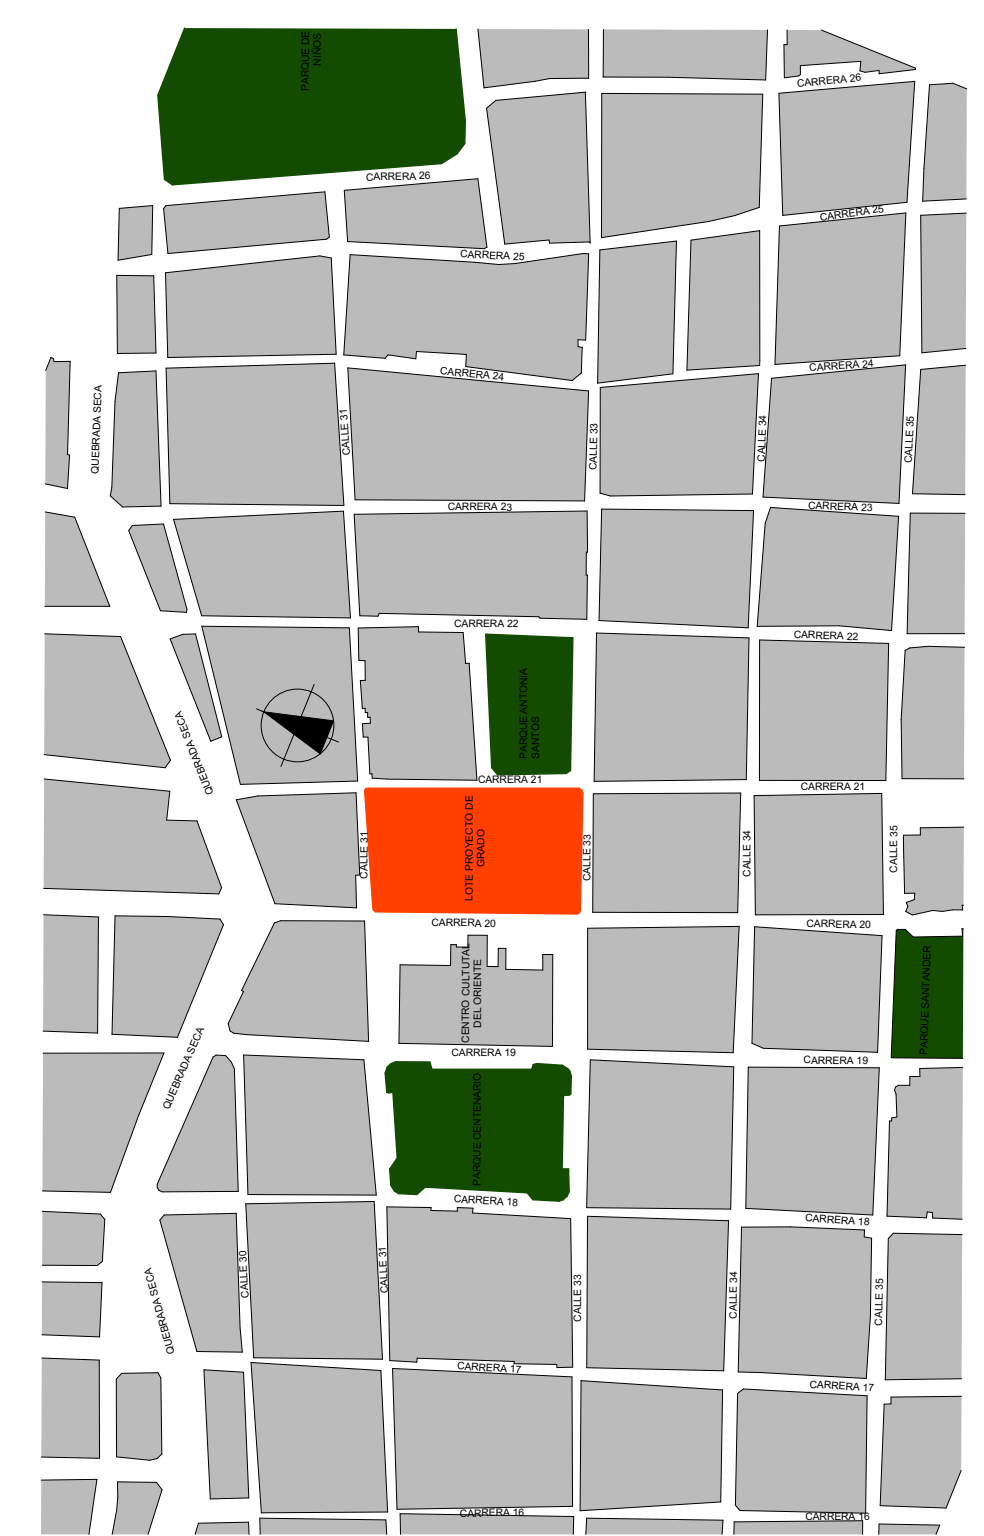 PARQUE DE
NIÑOS
CARRERA 26
CARRERA 26
CARRERA 25
CARRERA 25
CARRERA 24
CARRERA 24
QUEBRADA SECA
CALLE 31
CALLE 33
CALLE 34
CALLE 35
CARRERA 23
CARRERA 23
CARRERA 22
CARRERA 22
PARQUE ANTONIA
SANTOS
QUEBRADA SECA
CARRERA 21
CARRERA 21
CALLE 31
LOTE PROYECTO DE
GRADO
CALLE 33
CALLE 34
CALLE 35
CARRERA 20
CARRERA 20
CENTRO CULTUTAL
DEL ORIENTE
PARQUE SANTANDER
QUEBRADA SECA
CARRERA 19
CARRERA 19
PARQUE CENTENARIO
CARRERA 18
CARRERA 18
QUEBRADA SECA
CALLE 30
CALLE 31
CALLE 33
CALLE 34
CALLE 35
CARRERA 17
CARRERA 17
CARRERA 16
CARRERA 16